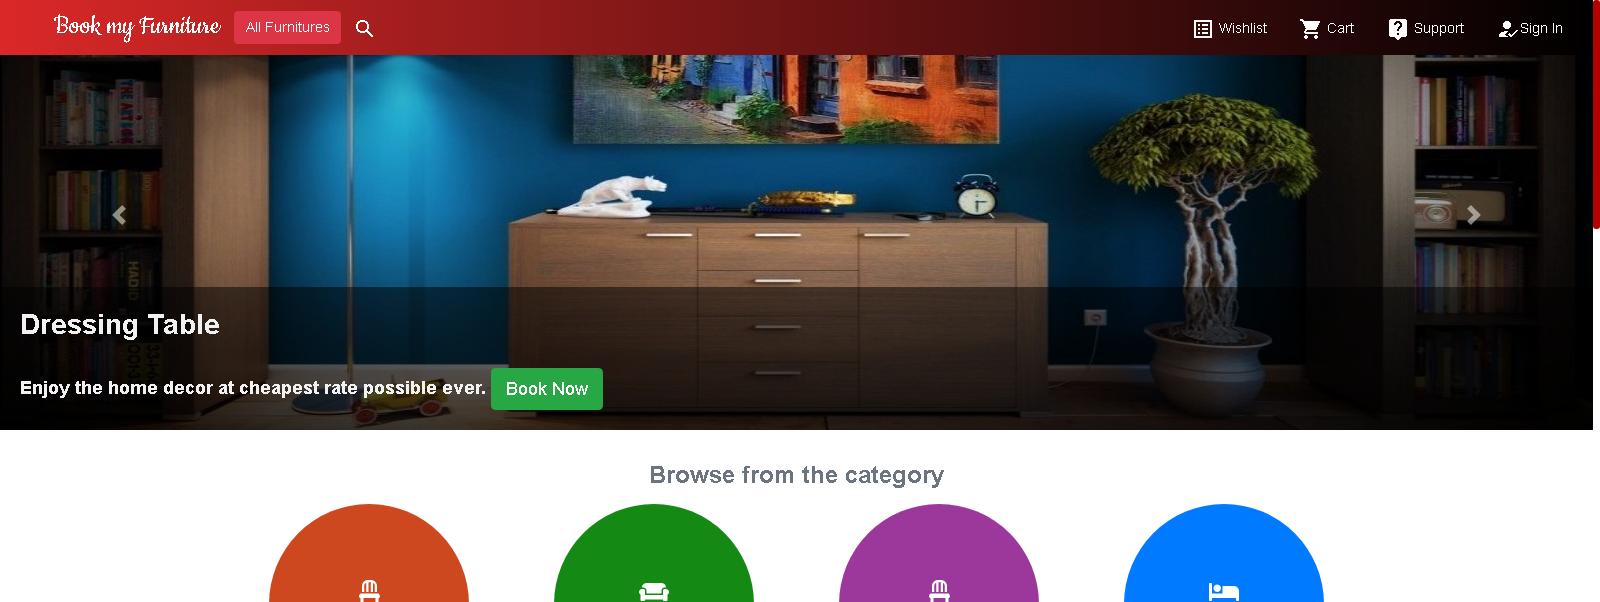 Book my Furniture
All Furnitures
Wishlist
Cart
Support
Sign In
Dressing Table
Enjoy the home decor at cheapest rate possible ever.
Book Now
Browse from the category